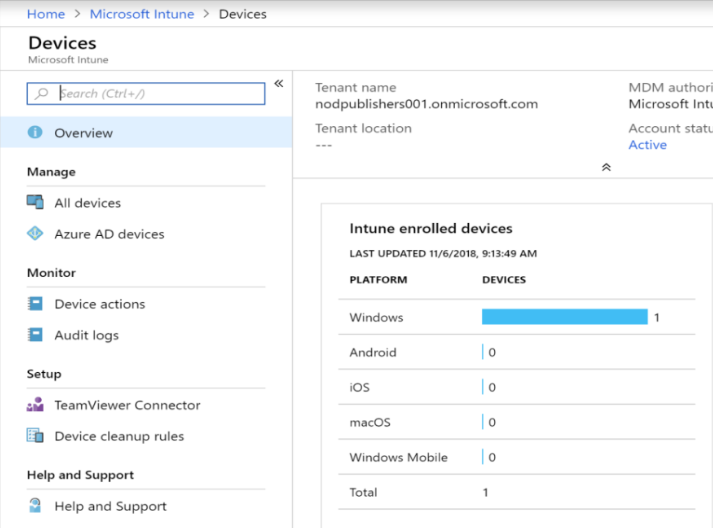 Home > Microsoft Intune > Devices
Devices
Microsoft Intune
Search (Ctrl+/)
«
Overview
Manage
All devices
Azure AD devices
Monitor
Device actions
Audit logs
Setup
TeamViewer Connector
Device cleanup rules
Help and Support
Help and Support
Tenant name
nodpublishers001.onmicrosoft.com
Tenant location
---
MDM authori
Microsoft Intu
Account statu
Active
Intune enrolled devices
LAST UPDATED 11/6/2018, 9:13:49 AM
PLATFORM DEVICES
Windows 1
Android 0
iOS 0
macOS 0
Windows Mobile 0
Total 1